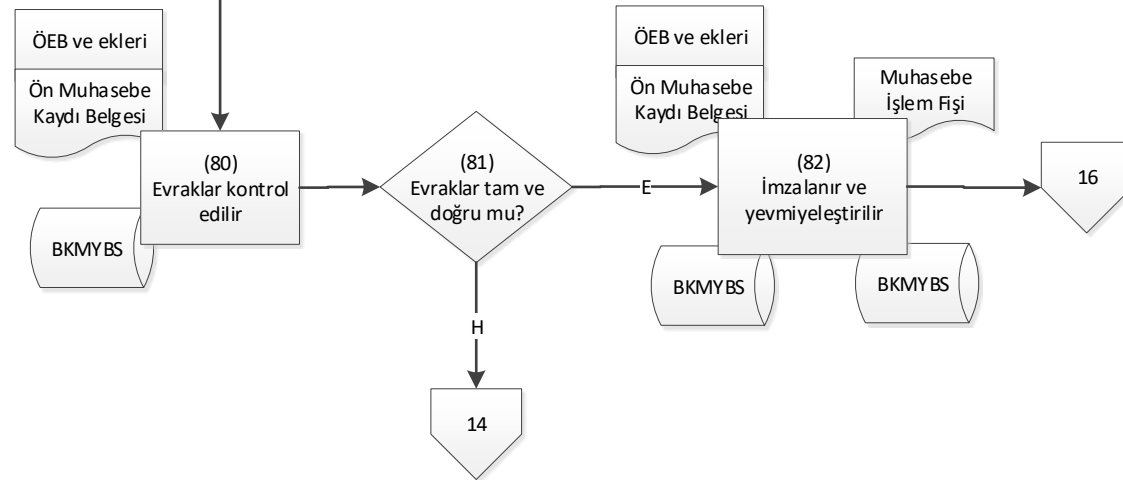 ÖEB ve ekleri
Ön Muhasebe
Kaydı Belgesi
(80)
Evraklar kontrol
edilir
BKMYBS
(81)
Evraklar tam ve
doğru mu?
E
H
14
ÖEB ve ekleri
Ön Muhasebe
Kaydı Belgesi
Muhasebe
İşlem Fişi
(82)
İmzalanır ve
yevmiyeleştirilir
BKMYBS
BKMYBS
16